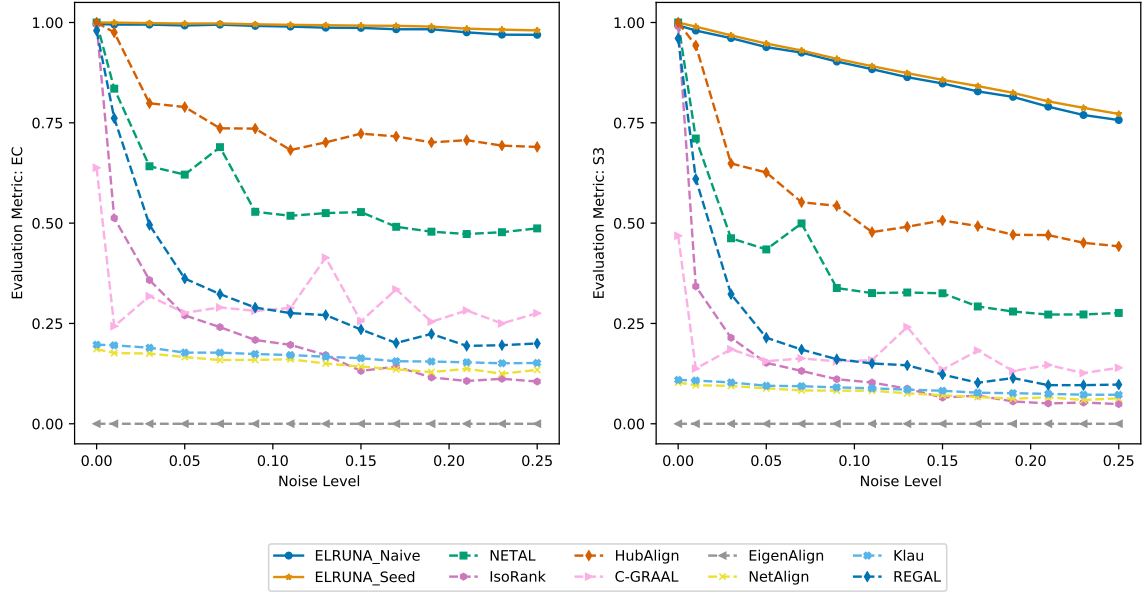 1.00
0.75
0.50
0.25
0.00
Evaluation Metric: EC
0.00 0.05 0.10 0.15 0.20 0.25
Noise Level
1.00
0.75
0.50
0.25
0.00
Evaluation Metric: S3
0.00 0.05 0.10 0.15 0.20 0.25
Noise Level
ELRUNA_Naive NETAL HubAlign EigenAlign Klau
ELRUNA_Seed IsoRank C-GRAAL NetAlign REGAL